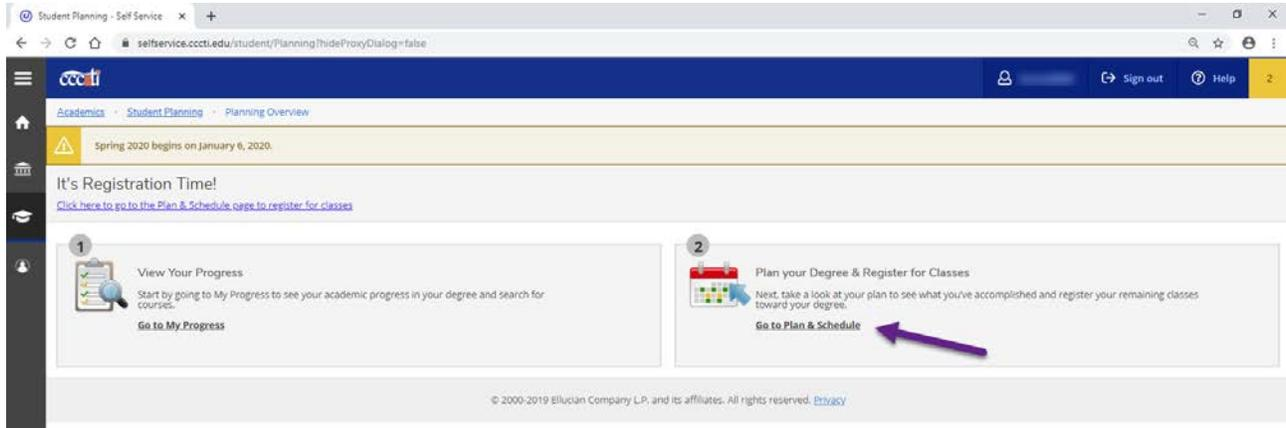 Student Planning - Self Service
selfservice.cccti.edu/student/Planning?hideProxyDialog=false
cccti
Sign out
Help
2
Academics · Student Planning · Planning Overview
Spring 2020 begins on January 6, 2020.
It's Registration Time!
Click here to go to the Plan & Schedule page to register for classes
1
View Your Progress
Start by going to My Progress to see your academic progress in your degree and search for
courses.
Go to My Progress
2
Plan your Degree & Register for Classes
Next, take a look at your plan to see what you've accomplished and register your remaining classes
toward your degree.
Go to Plan & Schedule
© 2000-2019 Ellucian Company L.P. and its affiliates. All rights reserved. Privacy